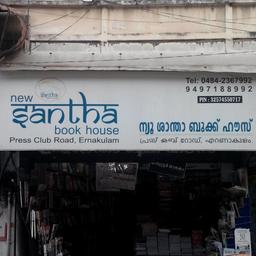 Tel: 0484-2367992
9497188992
PIN : 32574550717
new
santha
book house
Press Club Road, Ernakulam
ന്യൂ ശാന്താ ബുക്ക് ഹൗസ്
പ്രസ്സ് ക്ലബ് റോഡ്, എറണാകുളം.